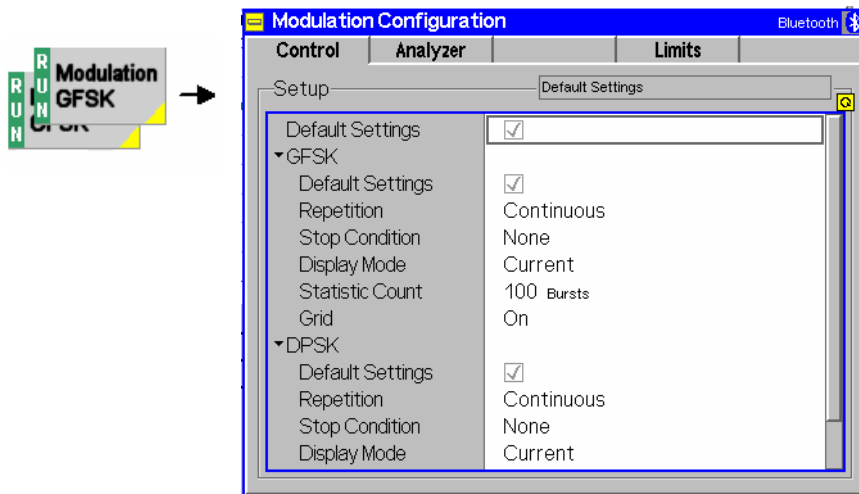 Modulation Configuration Bluetooth
Control Analyzer Limits
RUN Modulation GFSK
RUN
Setup Default Settings
Default Settings
GFSK
Default Settings
Repetition Continuous
Stop Condition None
Display Mode Current
Statistic Count 100 Bursts
Grid On
DPSK
Default Settings
Repetition Continuous
Stop Condition None
Display Mode Current